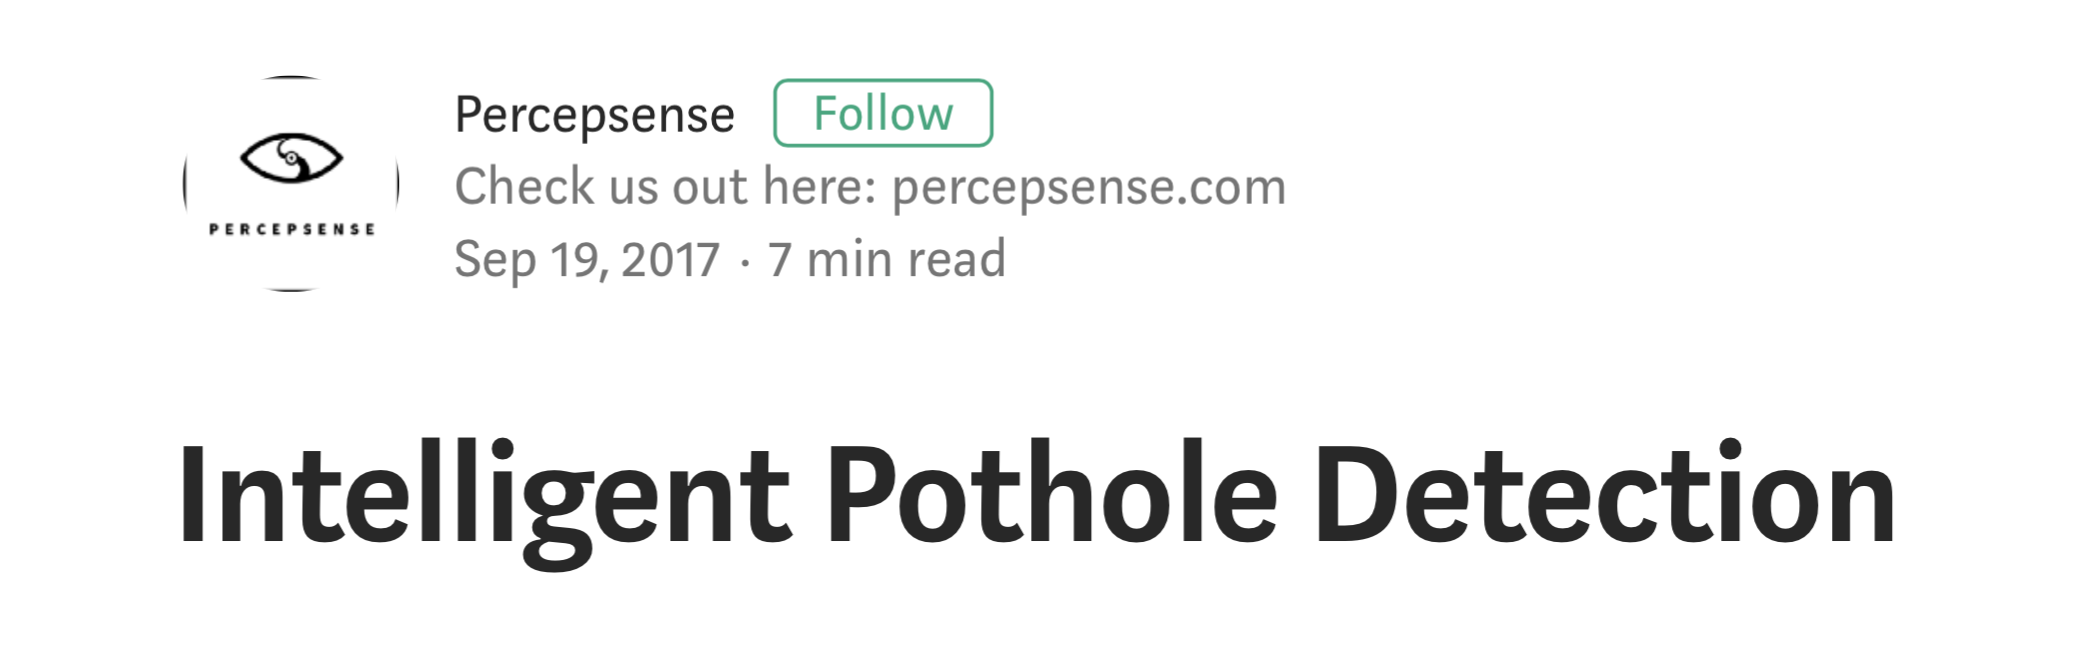 Percepsense Follow
Check us out here: percepsense.com
PERCEPSENSE
Sep 19, 2017 · 7 min read
Intelligent Pothole Detection